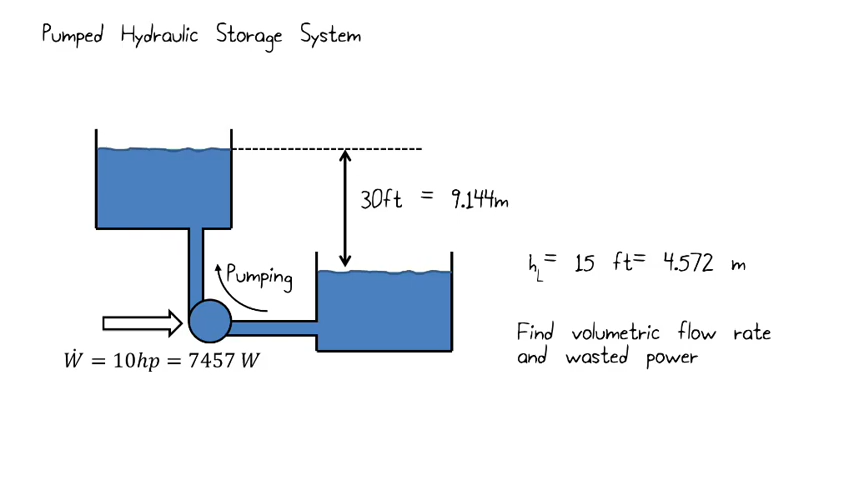 Pumped Hydraulic Storage System
30ft = 9.144m
h_L = 15 ft= 4.572 m
Pumping
Find volumetric flow rate
and wasted power
Ẇ = 10hp = 7457 W